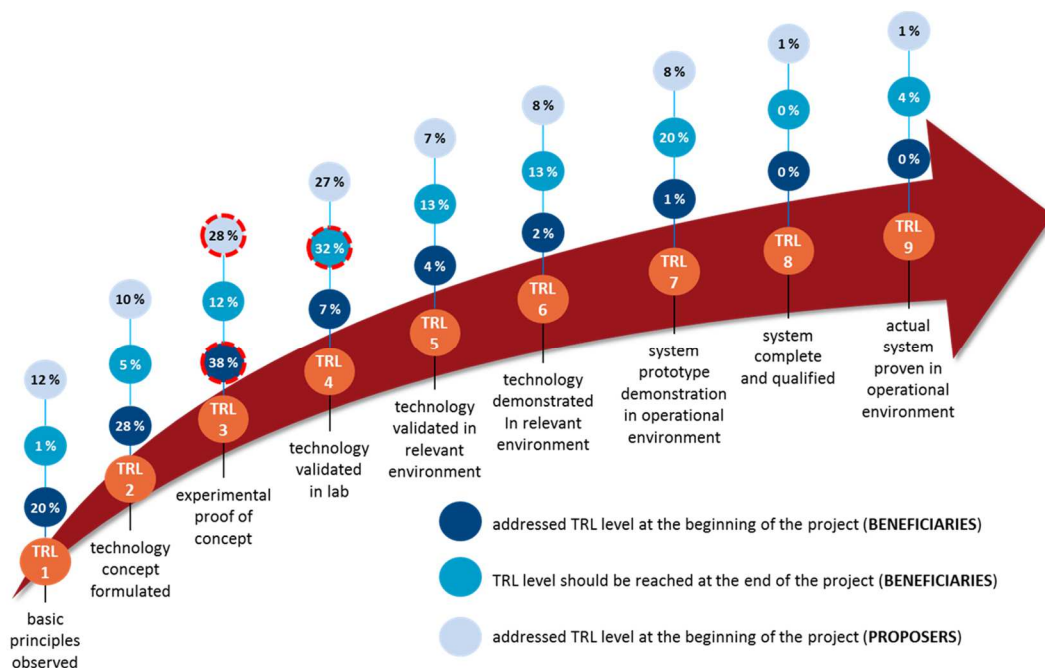 12 %
1 %
20 %
TRL
1
basic
principles
observed
10 %
5 %
28 %
TRL
2
technology
concept
formulated
28 %
12 %
38 %
TRL
3
experimental
proof of
concept
27 %
32 %
7 %
TRL
4
technology
validated
in lab
7 %
13 %
4 %
TRL
5
technology
validated in
relevant
environment
8 %
13 %
2 %
TRL
6
technology
demonstrated
In relevant
environment
8 %
20 %
1 %
TRL
7
system
prototype
demonstration
in operational
environment
1 %
0 %
0 %
TRL
8
system
complete
and qualified
1 %
4 %
0 %
TRL
9
actual
system
proven in
operational
environment
addressed TRL level at the beginning of the project (BENEFICIARIES)
TRL level should be reached at the end of the project (BENEFICIARIES)
addressed TRL level at the beginning of the project (PROPOSERS)